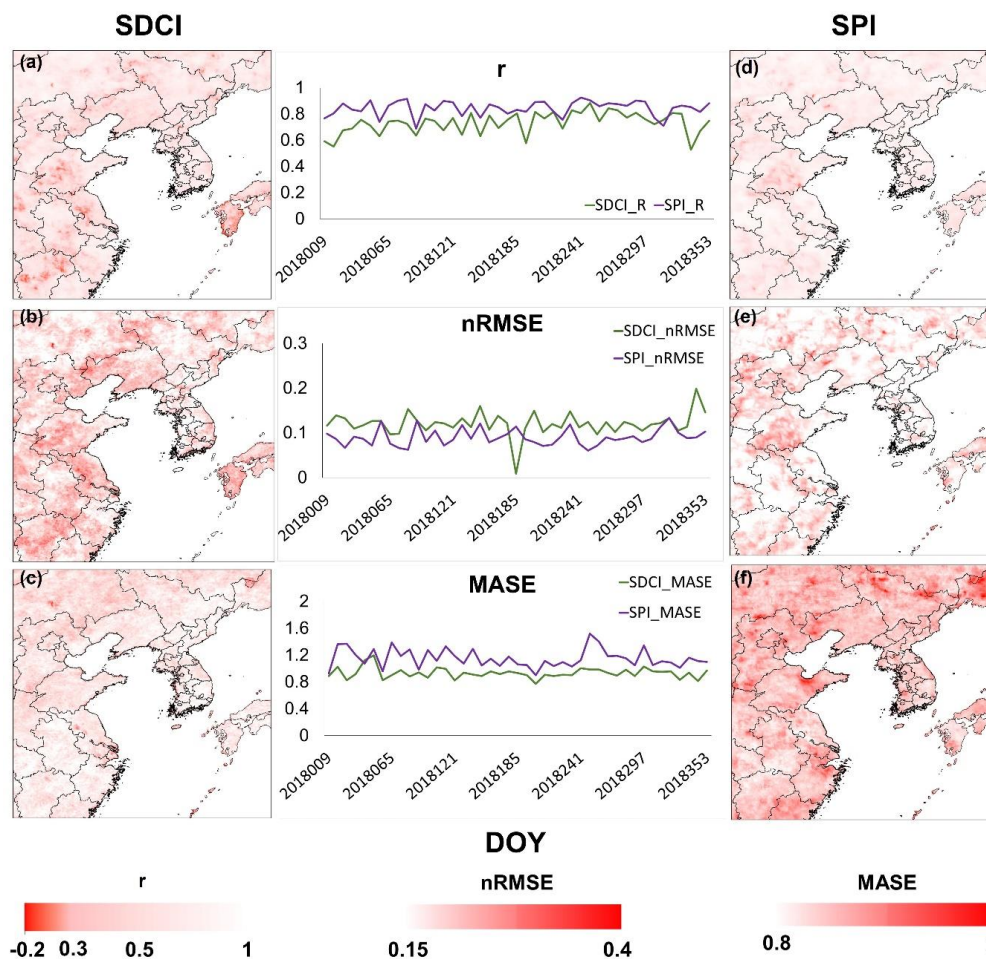 SDCI
SPI
(a)
r
(d)
1
0.8
0.6
0.4
0.2
0
SDCI_R
SPI_R
2018009
2018065
2018121
2018185
2018241
2018297
2018353
(b)
nRMSE
(e)
SDCI_nRMSE
SPI_nRMSE
0.3
0.2
0.1
0
2018009
2018065
2018121
2018185
2018241
2018297
2018353
(c)
MASE
(f)
SDCI_MASE
SPI_MASE
2
1.6
1.2
0.8
0.4
0
2018009
2018065
2018121
2018185
2018241
2018297
2018353
DOY
r
nRMSE
MASE
-0.2 0.3 0.5 1
0.15 0.4
0.8